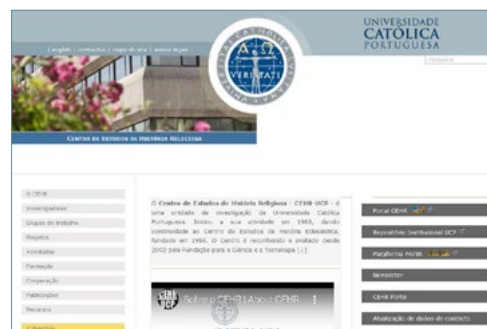 UNIVERSIDADE
CATÓLICA
PORTUGUESA
| english | contactos | mapa do site | avisos legais |
VERITATI
CENTRO DE ESTUDOS DE HISTÓRIA RELIGIOSA
O CEHR
Investigadores
Grupos de trabalho
Projetos
Atividades
Formação
Cooperação
Publicações
Recursos
O Centro de Estudos de História Religiosa - CEHR-UCP - é
uma unidade de investigação da Universidade Católica
Portuguesa. Iniciou a sua atividade em 1988, dando
continuidade ao Centro de Estudos de História Eclesiástica,
fundado em 1956. O Centro é reconhecido e avaliado desde
2002 pela Fundação para a Ciência e a Tecnologia [+]
Sobre o CEHR | About CEHR
Portal CEHR
Repositório Institucional UCP
Plataforma
Newsletter
CEHR-Porto
Atualização de dados de contacto